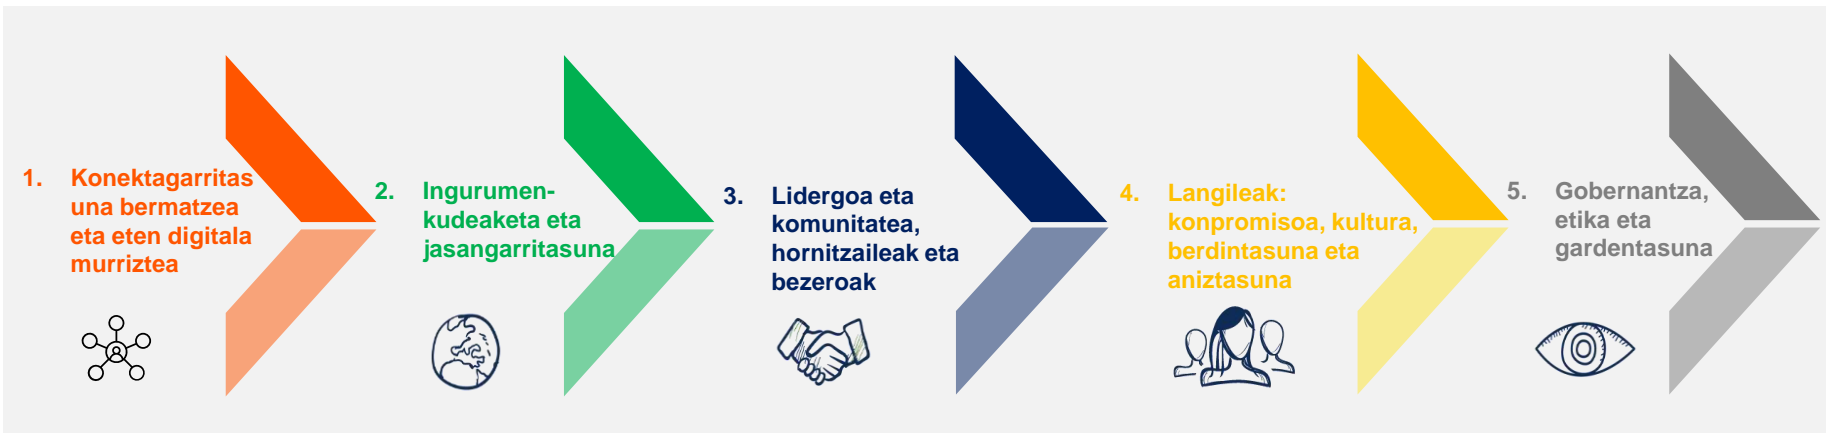 1. Konektagarritas
una bermatzea
eta eten digitala
murriztea
2. Ingurumen-
kudeaketa eta
jasangarritasuna
3. Lidergoa eta
komunitatea,
hornitzaileak eta
bezeroak
4. Langileak:
konpromisoa, kultura,
berdintasuna eta
aniztasuna
5. Gobernantza,
etika eta
gardentasuna